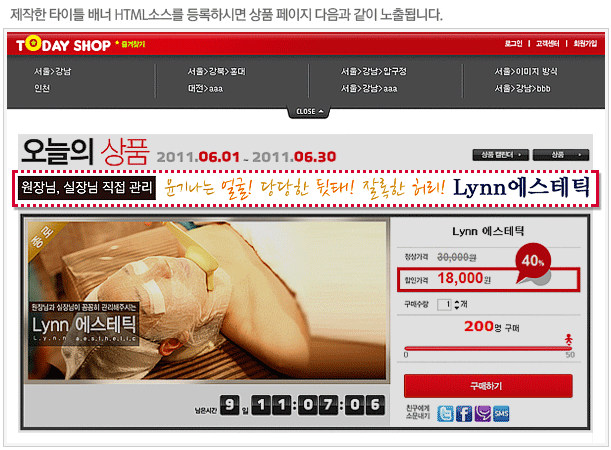 제작한 타이틀 배너 HTML소스를 등록하시면 상품 페이지 다음과 같이 노출됩니다.
TODAY SHOP * 즐겨찾기
로그인 | 고객센터 | 회원가입
서울>강남 서울>강북>홍대 서울>강남>압구정 서울>이미지 방식
인천 대전>aaa 서울>강남>aaa 서울>강남>bbb
CLOSE
오늘의 상품 2011.06.01 - 2011.06.30
상품 캘린더 상품
원장님, 실장님 직접 관리 윤기나는 얼굴! 당당한 뒷태! 잘록한 허리! Lynn에스테틱
종로
원장님과 실장님이 꼼꼼히 관리해주시는
Lynn 에스테틱
Lynn aesthetic
남은시간 9일 11:07:06
Lynn 에스테틱
정상가격 30,000원
40%
할인가격 18,000원
구매수량 1 개
200명 구매
0 50
구매하기
친구에게
소문내기
SMS